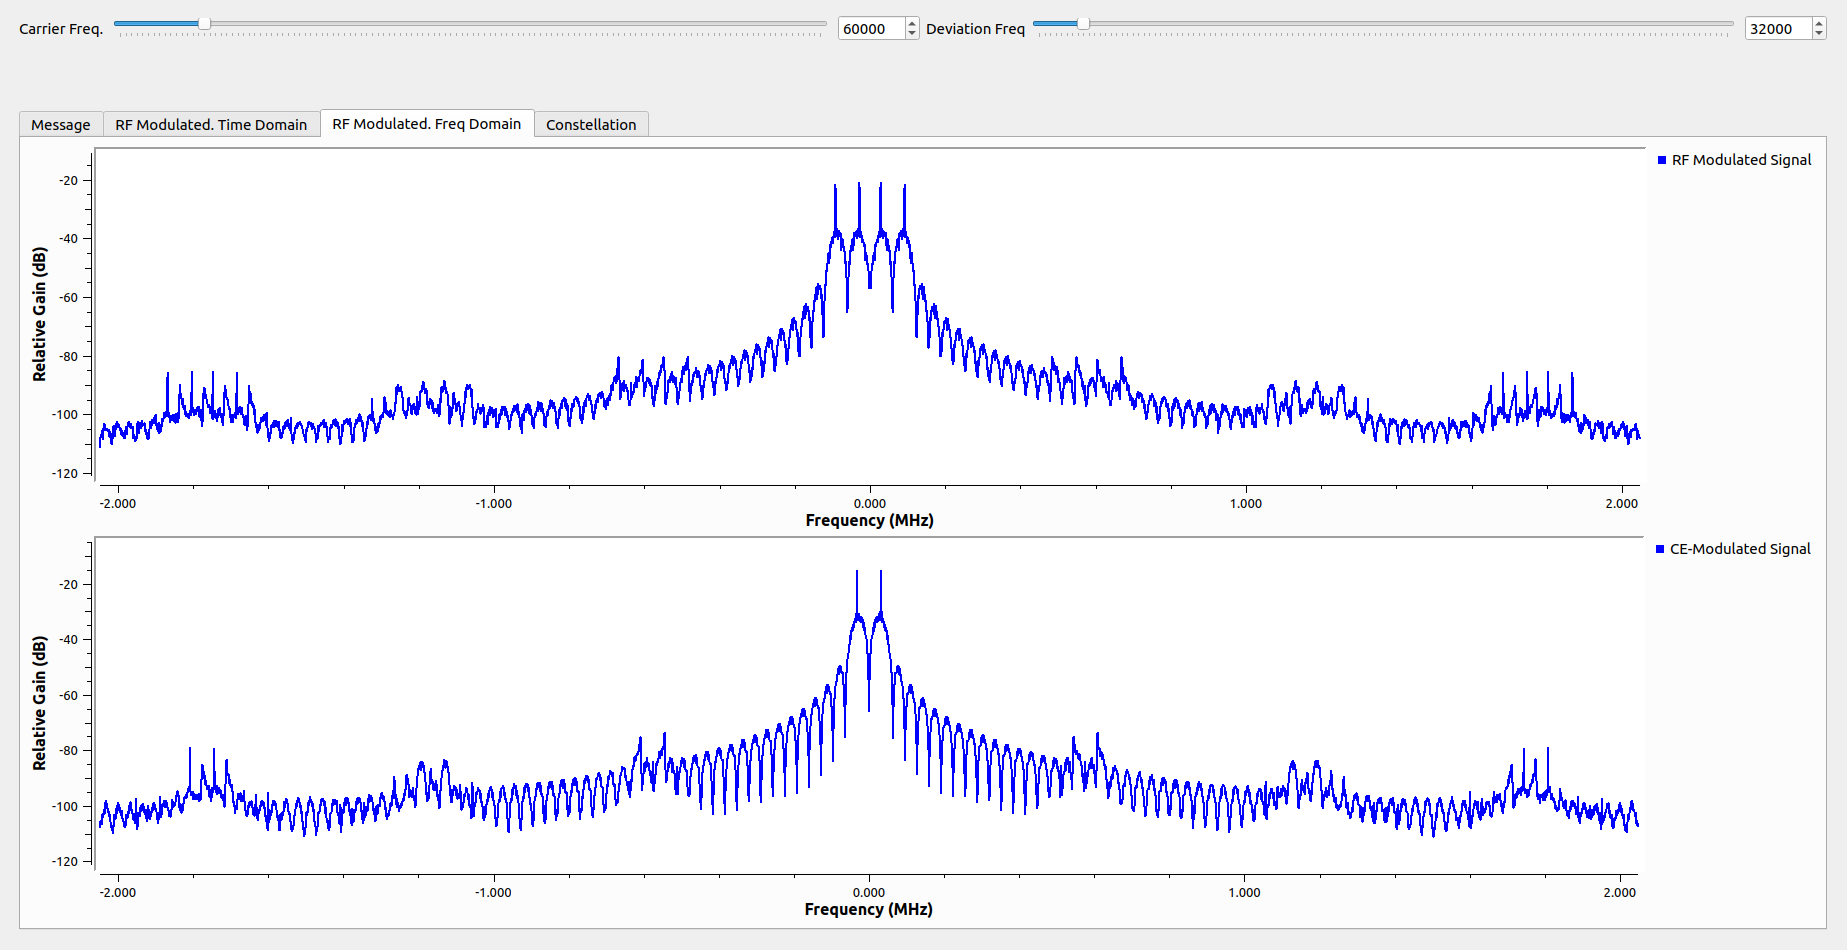 Carrier Freq. 60000 Deviation Freq 32000
Message RF Modulated. Time Domain RF Modulated. Freq Domain Constellation
RF Modulated Signal
Relative Gain (dB)
-20
-40
-60
-80
-100
-120
-2.000 -1.000 0.000 1.000 2.000
Frequency (MHz)
CE-Modulated Signal
Relative Gain (dB)
-20
-40
-60
-80
-100
-120
-2.000 -1.000 0.000 1.000 2.000
Frequency (MHz)